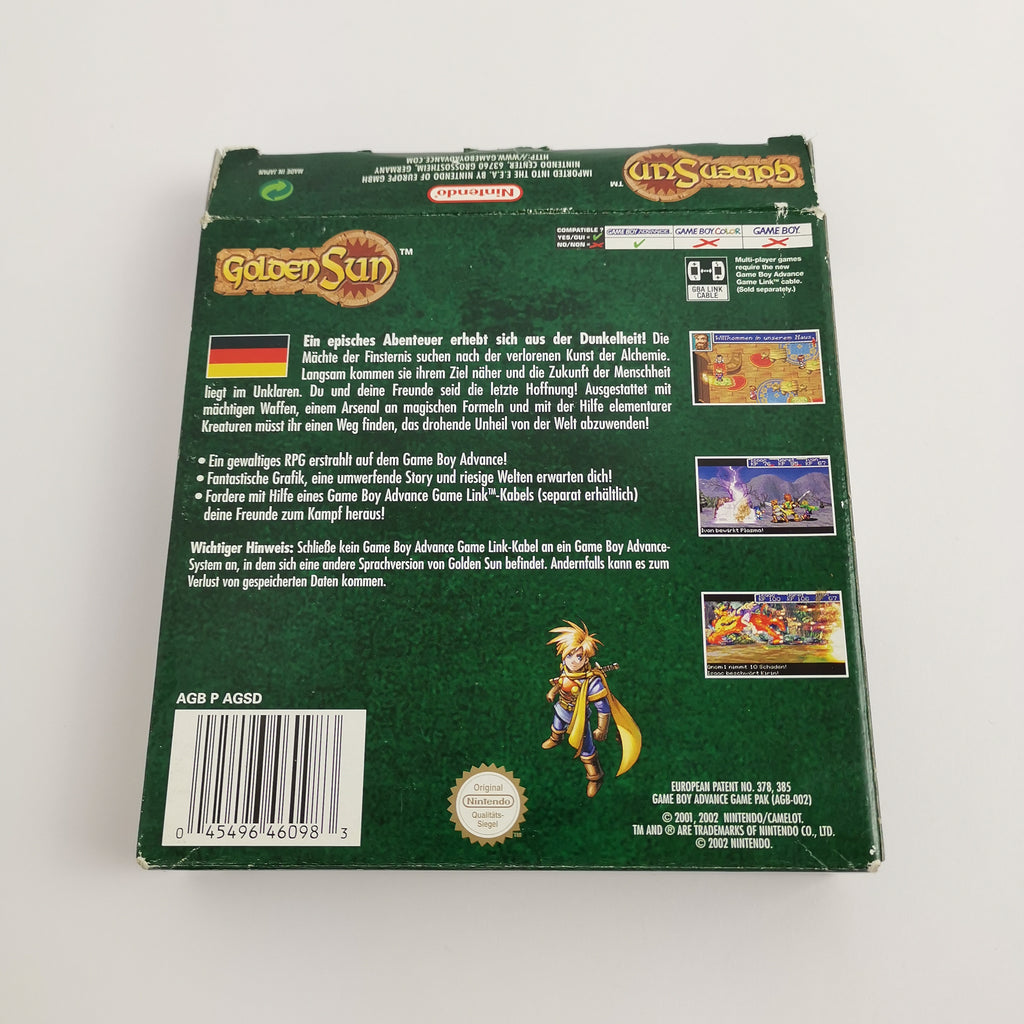 MADE IN JAPAN
IMPORTED INTO THE E.E.A. BY NINTENDO OF EUROPE GMBH
NINTENDO CENTER, 63760 GROSSOSTHEIM, GERMANY
HTTP://WWW.GAMEBOYADVANCE.COM
Nintendo®
GOLDEN SUN™
COMPATIBLE ?
YES/OUI =
NO/NON =
GAME BOY ADVANCE
GAME BOY COLOR
GAME BOY
GOLDEN SUN™
GBA LINK
CABLE
Multi-player games
require the new
Game Boy Advance
Game Link™ cable.
(Sold separately.)
Ein episches Abenteuer erhebt sich aus der Dunkelheit! Die
Mächte der Finsternis suchen nach der verlorenen Kunst der Alchemie.
Langsam kommen sie ihrem Ziel näher und die Zukunft der Menschheit
liegt im Unklaren. Du und deine Freunde seid die letzte Hoffnung! Ausgestattet mit
mächtigen Waffen, einem Arsenal an magischen Formeln und mit der Hilfe elementarer
Kreaturen müsst ihr einen Weg finden, das drohende Unheil von der Welt abzuwenden!
Willkommen in unserem Haus,
• Ein gewaltiges RPG erstrahlt auf dem Game Boy Advance!
• Fantastische Grafik, eine umwerfende Story und riesige Welten erwarten dich!
• Fordere mit Hilfe eines Game Boy Advance Game Link™-Kabels (separat erhältlich)
deine Freunde zum Kampf heraus!
Ivan bewirkt Plasma!
Wichtiger Hinweis: Schließe kein Game Boy Advance Game Link-Kabel an ein Game Boy Advance-
System an, in dem sich eine andere Sprachversion von Golden Sun befindet. Andernfalls kann es zum
Verlust von gespeicherten Daten kommen.
Gnom1 nimmt 10 Schaden!
Isaac beschwört Kirin!
AGB P AGSD
0 45496 46098 3
Original
Nintendo
Qualitäts-
Siegel
TM
EUROPEAN PATENT NO. 378, 385
GAME BOY ADVANCE GAME PAK (AGB-002)
© 2001, 2002 NINTENDO/CAMELOT.
TM AND ® ARE TRADEMARKS OF NINTENDO CO., LTD.
© 2002 NINTENDO.